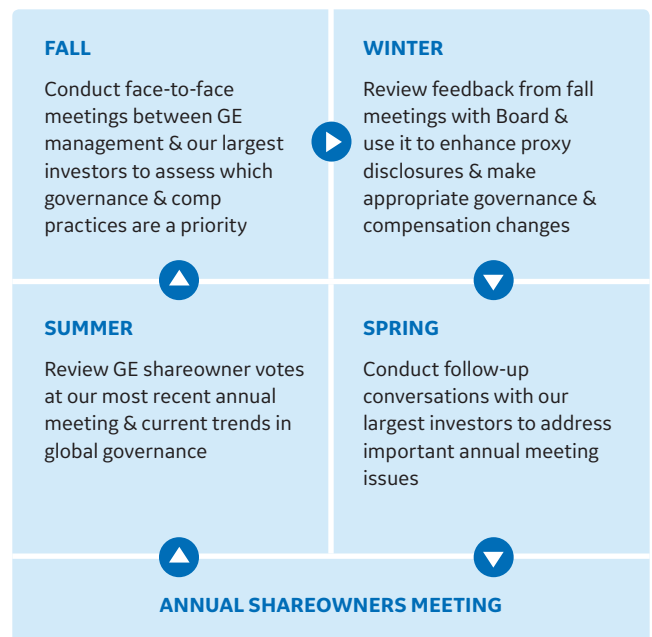 FALL
Conduct face-to-face
meetings between GE
management & our largest
investors to assess which
governance & comp
practices are a priority
WINTER
Review feedback from fall
meetings with Board &
use it to enhance proxy
disclosures & make
appropriate governance &
compensation changes
SUMMER
Review GE shareowner votes
at our most recent annual
meeting & current trends in
global governance
SPRING
Conduct follow-up
conversations with our
largest investors to address
important annual meeting
issues
ANNUAL SHAREOWNERS MEETING